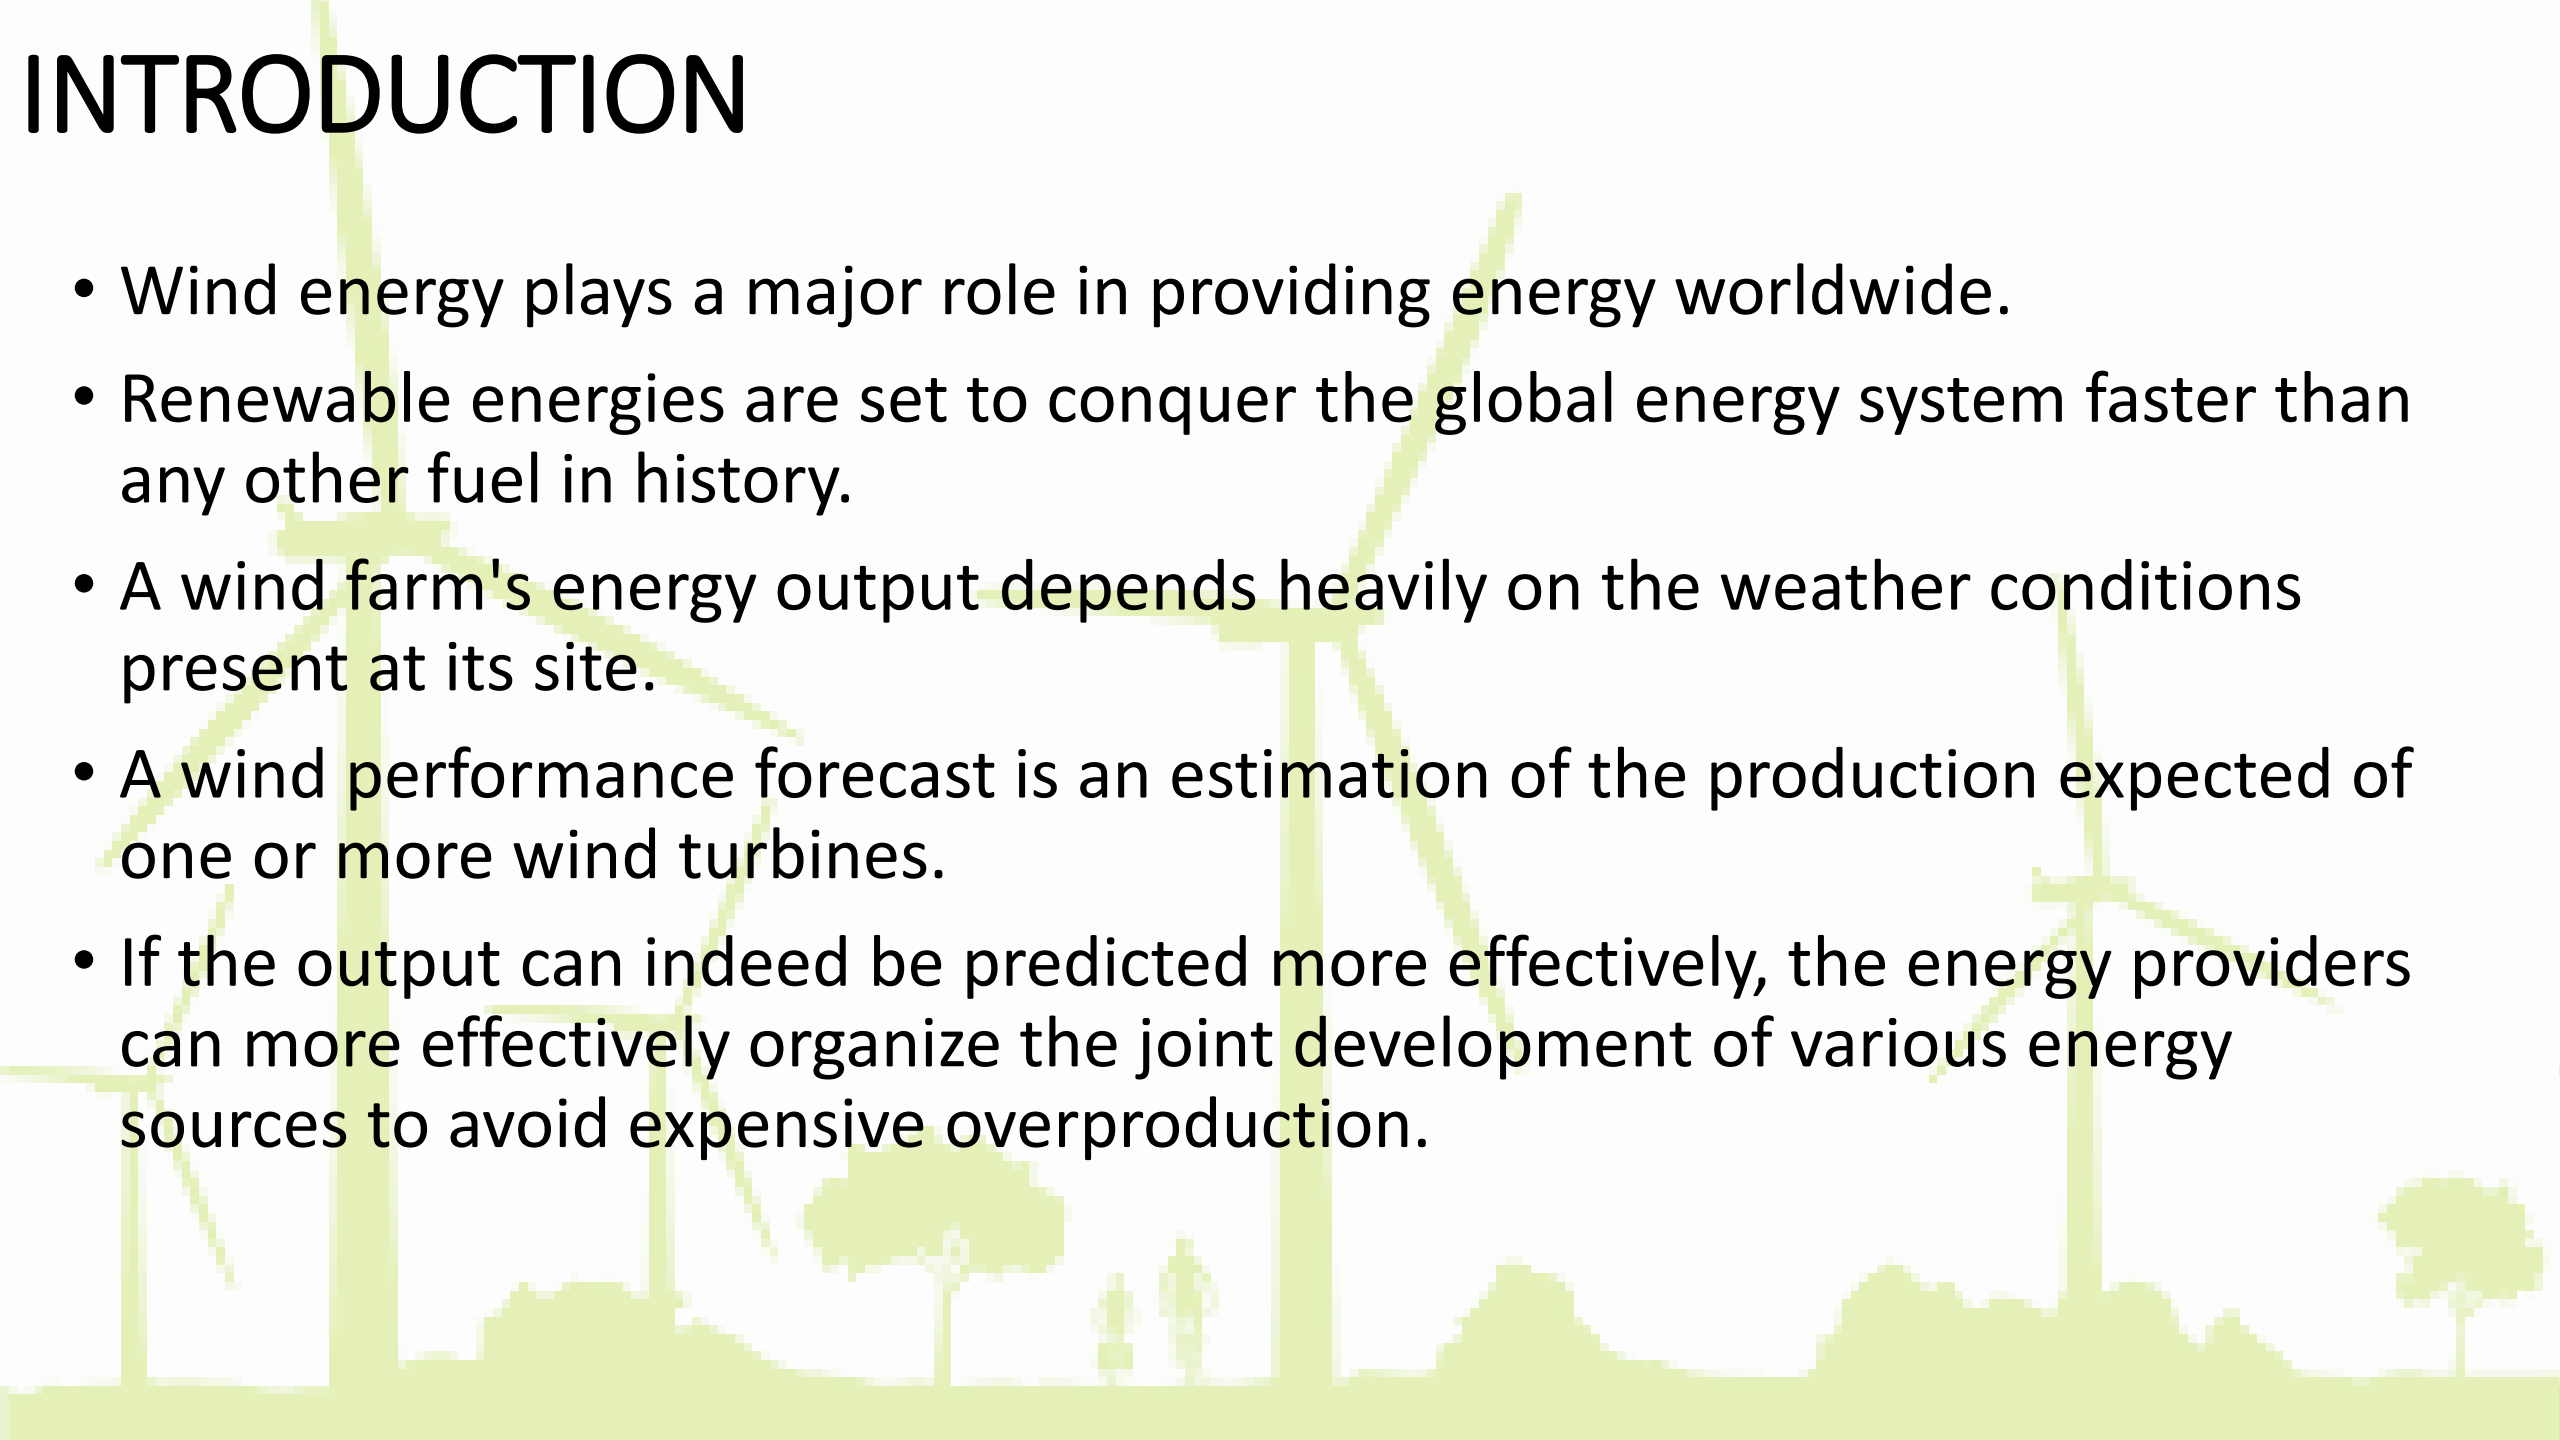 INTRODUCTION
• Wind energy plays a major role in providing energy worldwide.
• Renewable energies are set to conquer the global energy system faster than
any other fuel in history.
• A wind farm's energy output depends heavily on the weather conditions
present at its site.
• A wind performance forecast is an estimation of the production expected of
one or more wind turbines.
• If the output can indeed be predicted more effectively, the energy providers
can more effectively organize the joint development of various energy
sources to avoid expensive overproduction.